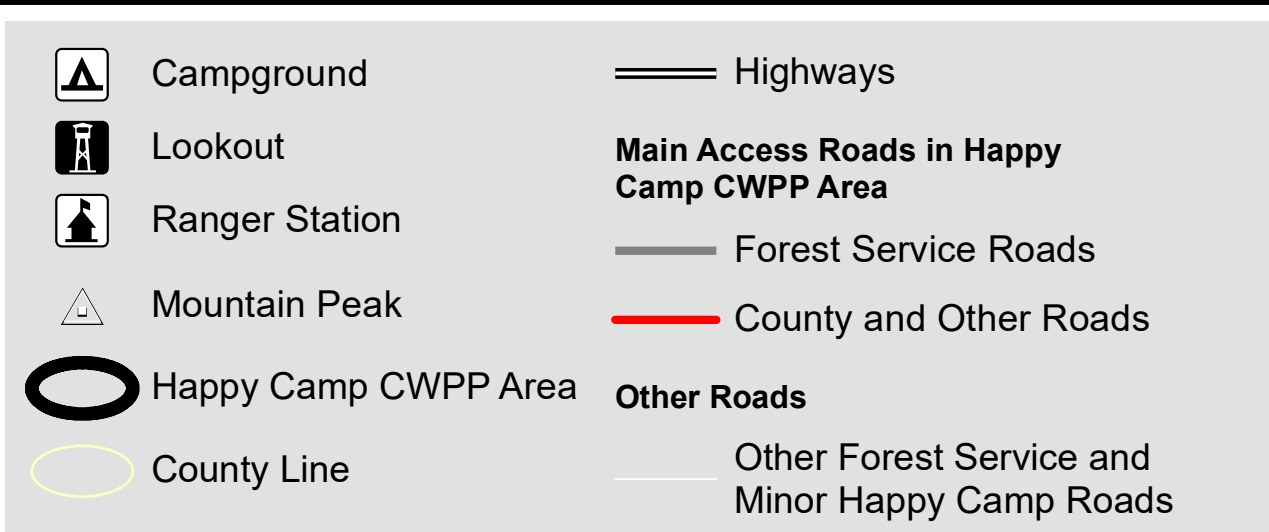 Campground
Lookout
Ranger Station
Mountain Peak
Happy Camp CWPP Area
County Line
Highways
Main Access Roads in Happy
Camp CWPP Area
Forest Service Roads
County and Other Roads
Other Roads
Other Forest Service and
Minor Happy Camp Roads